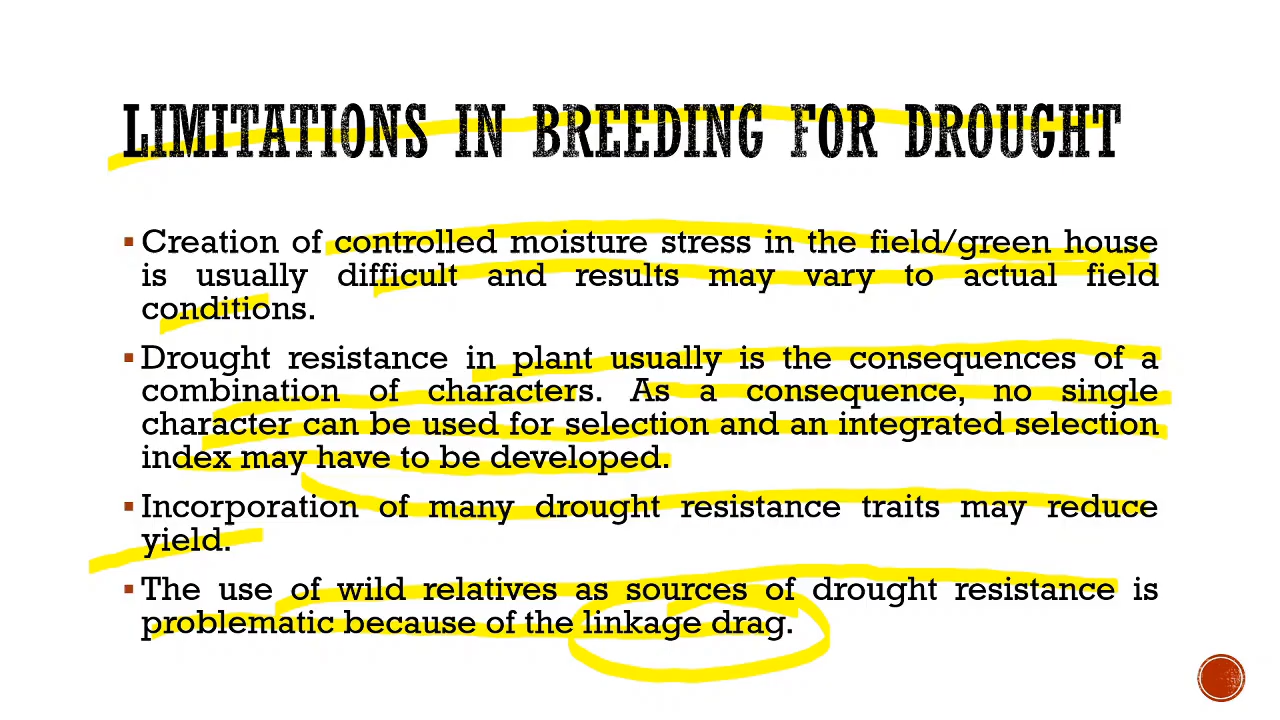 LIMITATIONS IN BREEDING FOR DROUGHT
▪ Creation of controlled moisture stress in the field/green house
is usually difficult and results may vary to actual field
conditions.
▪ Drought resistance in plant usually is the consequences of a
combination of characters. As a consequence, no single
character can be used for selection and an integrated selection
index may have to be developed.
▪ Incorporation of many drought resistance traits may reduce
yield.
▪ The use of wild relatives as sources of drought resistance is
problematic because of the linkage drag.